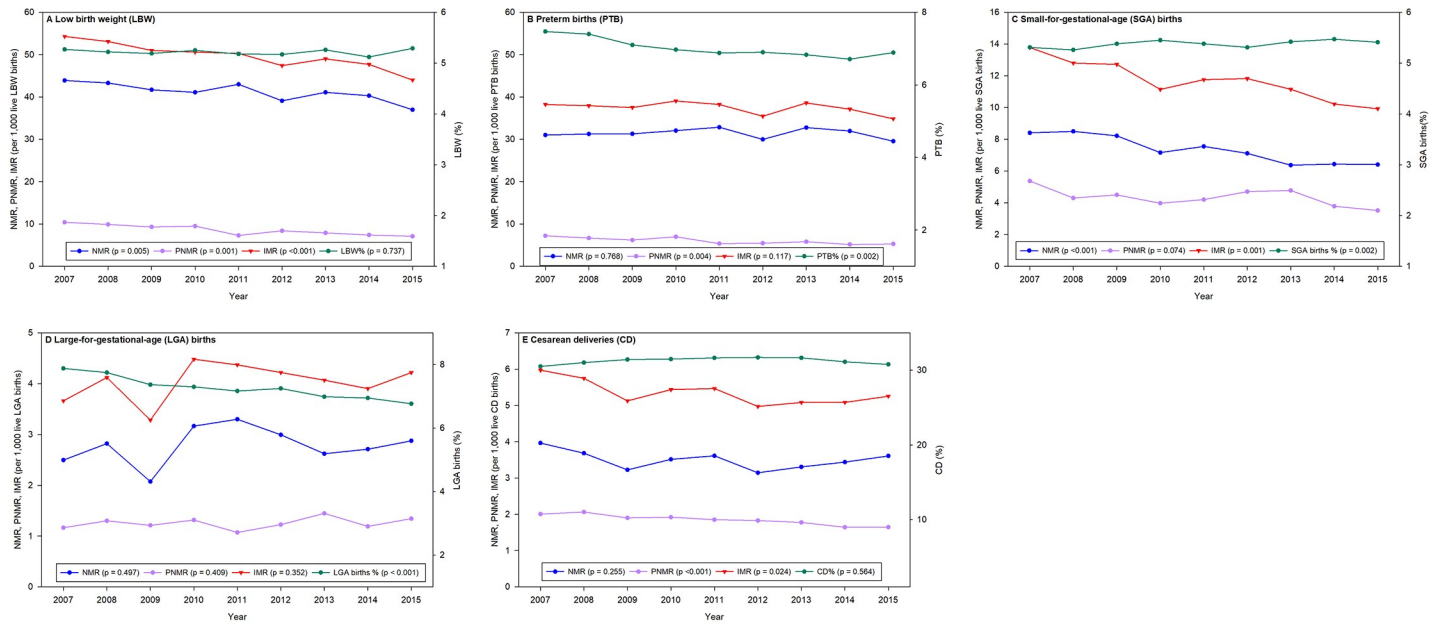 A Low birth weight (LBW)
NMR, PNMR, IMR (per 1,000 live LBW births)
60
50
40
30
20
10
0
6
5
4
3
2
1
LBW (%)
NMR (p = 0.005) PNMR (p = 0.001) IMR (p <0.001) LBW% (p = 0.737)
2007 2008 2009 2010 2011 2012 2013 2014 2015
Year
B Preterm births (PTB)
NMR, PNMR, IMR (per 1,000 live PTB births)
60
50
40
30
20
10
0
8
6
4
2
PTB (%)
NMR (p = 0.768) PNMR (p = 0.004) IMR (p = 0.117) PTB% (p = 0.002)
2007 2008 2009 2010 2011 2012 2013 2014 2015
Year
C Small-for-gestational-age (SGA) births
NMR, PNMR, IMR (per 1,000 live SGA births)
16
14
12
10
8
6
4
2
0
6
5
4
3
2
1
SGA births(%)
NMR (p <0.001) PNMR (p = 0.074) IMR (p = 0.001) SGA births % (p = 0.002)
2007 2008 2009 2010 2011 2012 2013 2014 2015
Year
D Large-for-gestational-age (LGA) births
NMR, PNMR, IMR (per 1,000 live LGA births)
5
4
3
2
1
0
8
6
4
2
LGA births (%)
NMR (p = 0.497) PNMR (p = 0.409) IMR (p = 0.352) LGA births % (p < 0.001)
2007 2008 2009 2010 2011 2012 2013 2014 2015
Year
E Cesarean deliveries (CD)
NMR, PNMR, IMR (per 1,000 live CD births)
7
6
5
4
3
2
1
0
30
20
10
CD (%)
NMR (p = 0.255) PNMR (p <0.001) IMR (p = 0.024) CD% (p = 0.564)
2007 2008 2009 2010 2011 2012 2013 2014 2015
Year